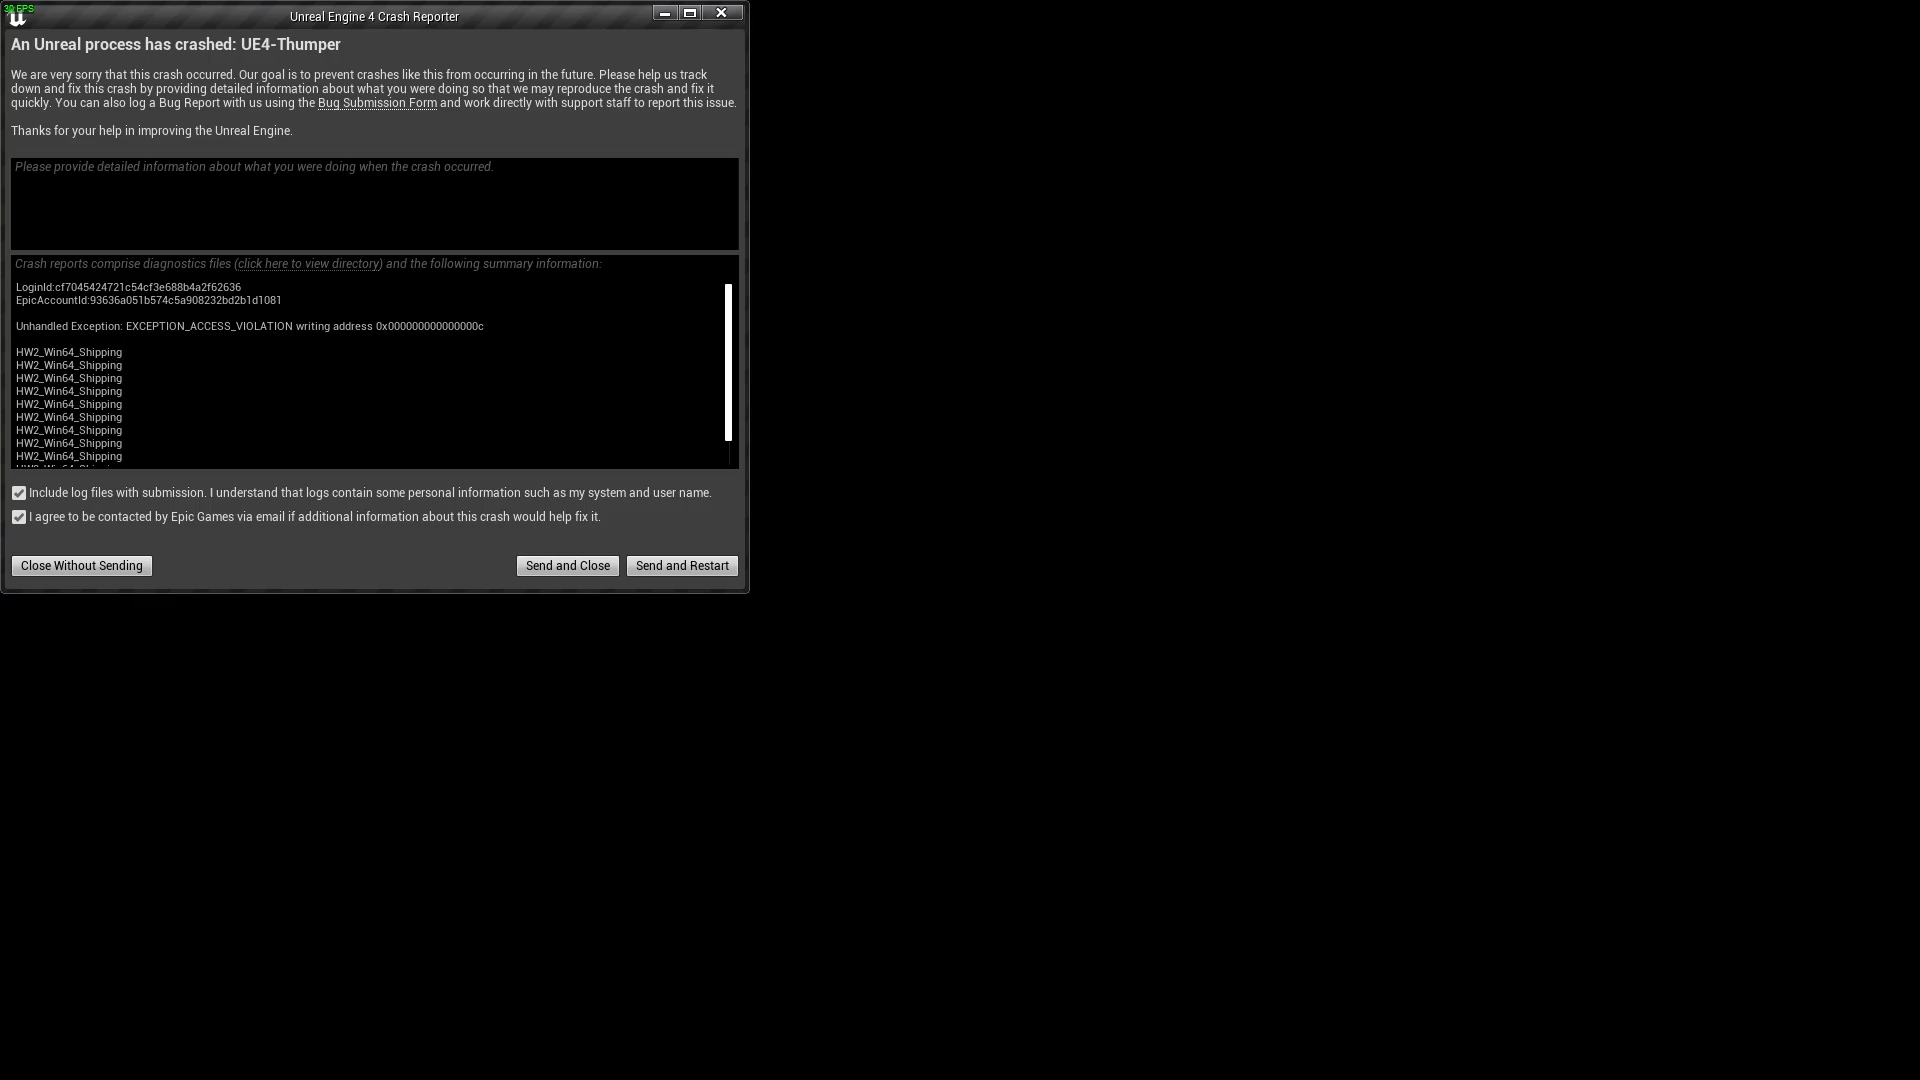 30 FPS
Unreal Engine 4 Crash Reporter
An Unreal process has crashed: UE4-Thumper
We are very sorry that this crash occurred. Our goal is to prevent crashes like this from occurring in the future. Please help us track
down and fix this crash by providing detailed information about what you were doing so that we may reproduce the crash and fix it
quickly. You can also log a Bug Report with us using the Bug Submission Form and work directly with support staff to report this issue.
Thanks for your help in improving the Unreal Engine.
Please provide detailed information about what you were doing when the crash occurred.
Crash reports comprise diagnostics files (click here to view directory) and the following summary information:
LoginId:cf7045424721c54cf3e688b4a2f62636
EpicAccountId:93636a051b574c5a908232bd2b1d1081
Unhandled Exception: EXCEPTION_ACCESS_VIOLATION writing address 0x000000000000000c
HW2_Win64_Shipping
HW2_Win64_Shipping
HW2_Win64_Shipping
HW2_Win64_Shipping
HW2_Win64_Shipping
HW2_Win64_Shipping
HW2_Win64_Shipping
HW2_Win64_Shipping
HW2_Win64_Shipping
Include log files with submission. I understand that logs contain some personal information such as my system and user name.
I agree to be contacted by Epic Games via email if additional information about this crash would help fix it.
Close Without Sending
Send and Close
Send and Restart